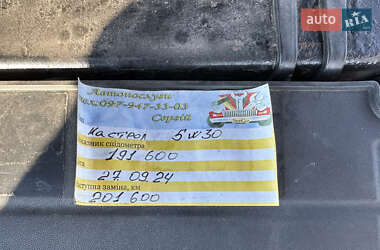 auto RIA
Автопослуги
тел. 097-947-33-03
Сергій
Кастрол 5w30
Показник спідометра
191 600
Дата
27.09.24
Наступна заміна, км
201 600